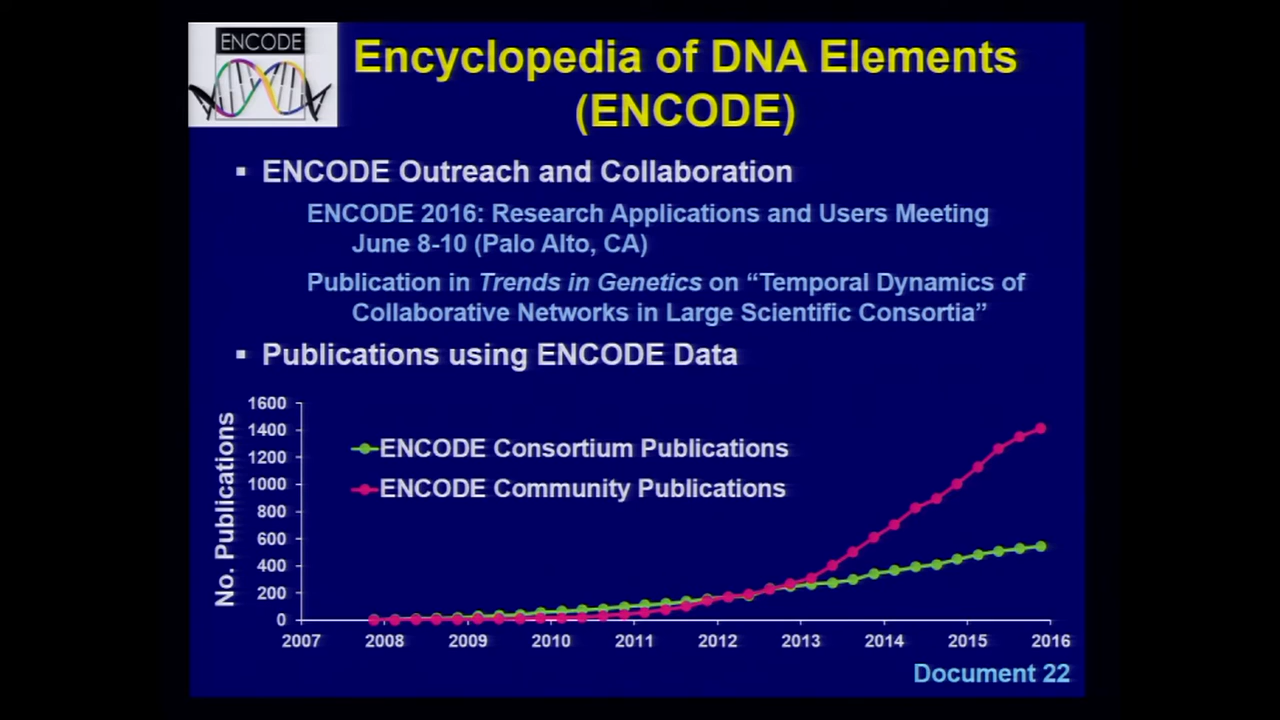 ENCODE
Encyclopedia of DNA Elements
(ENCODE)
▪ ENCODE Outreach and Collaboration
ENCODE 2016: Research Applications and Users Meeting
June 8-10 (Palo Alto, CA)
Publication in Trends in Genetics on “Temporal Dynamics of
Collaborative Networks in Large Scientific Consortia”
▪ Publications using ENCODE Data
No. Publications
1600
1400
1200
1000
800
600
400
200
0
ENCODE Consortium Publications
ENCODE Community Publications
2007 2008 2009 2010 2011 2012 2013 2014 2015 2016
Document 22